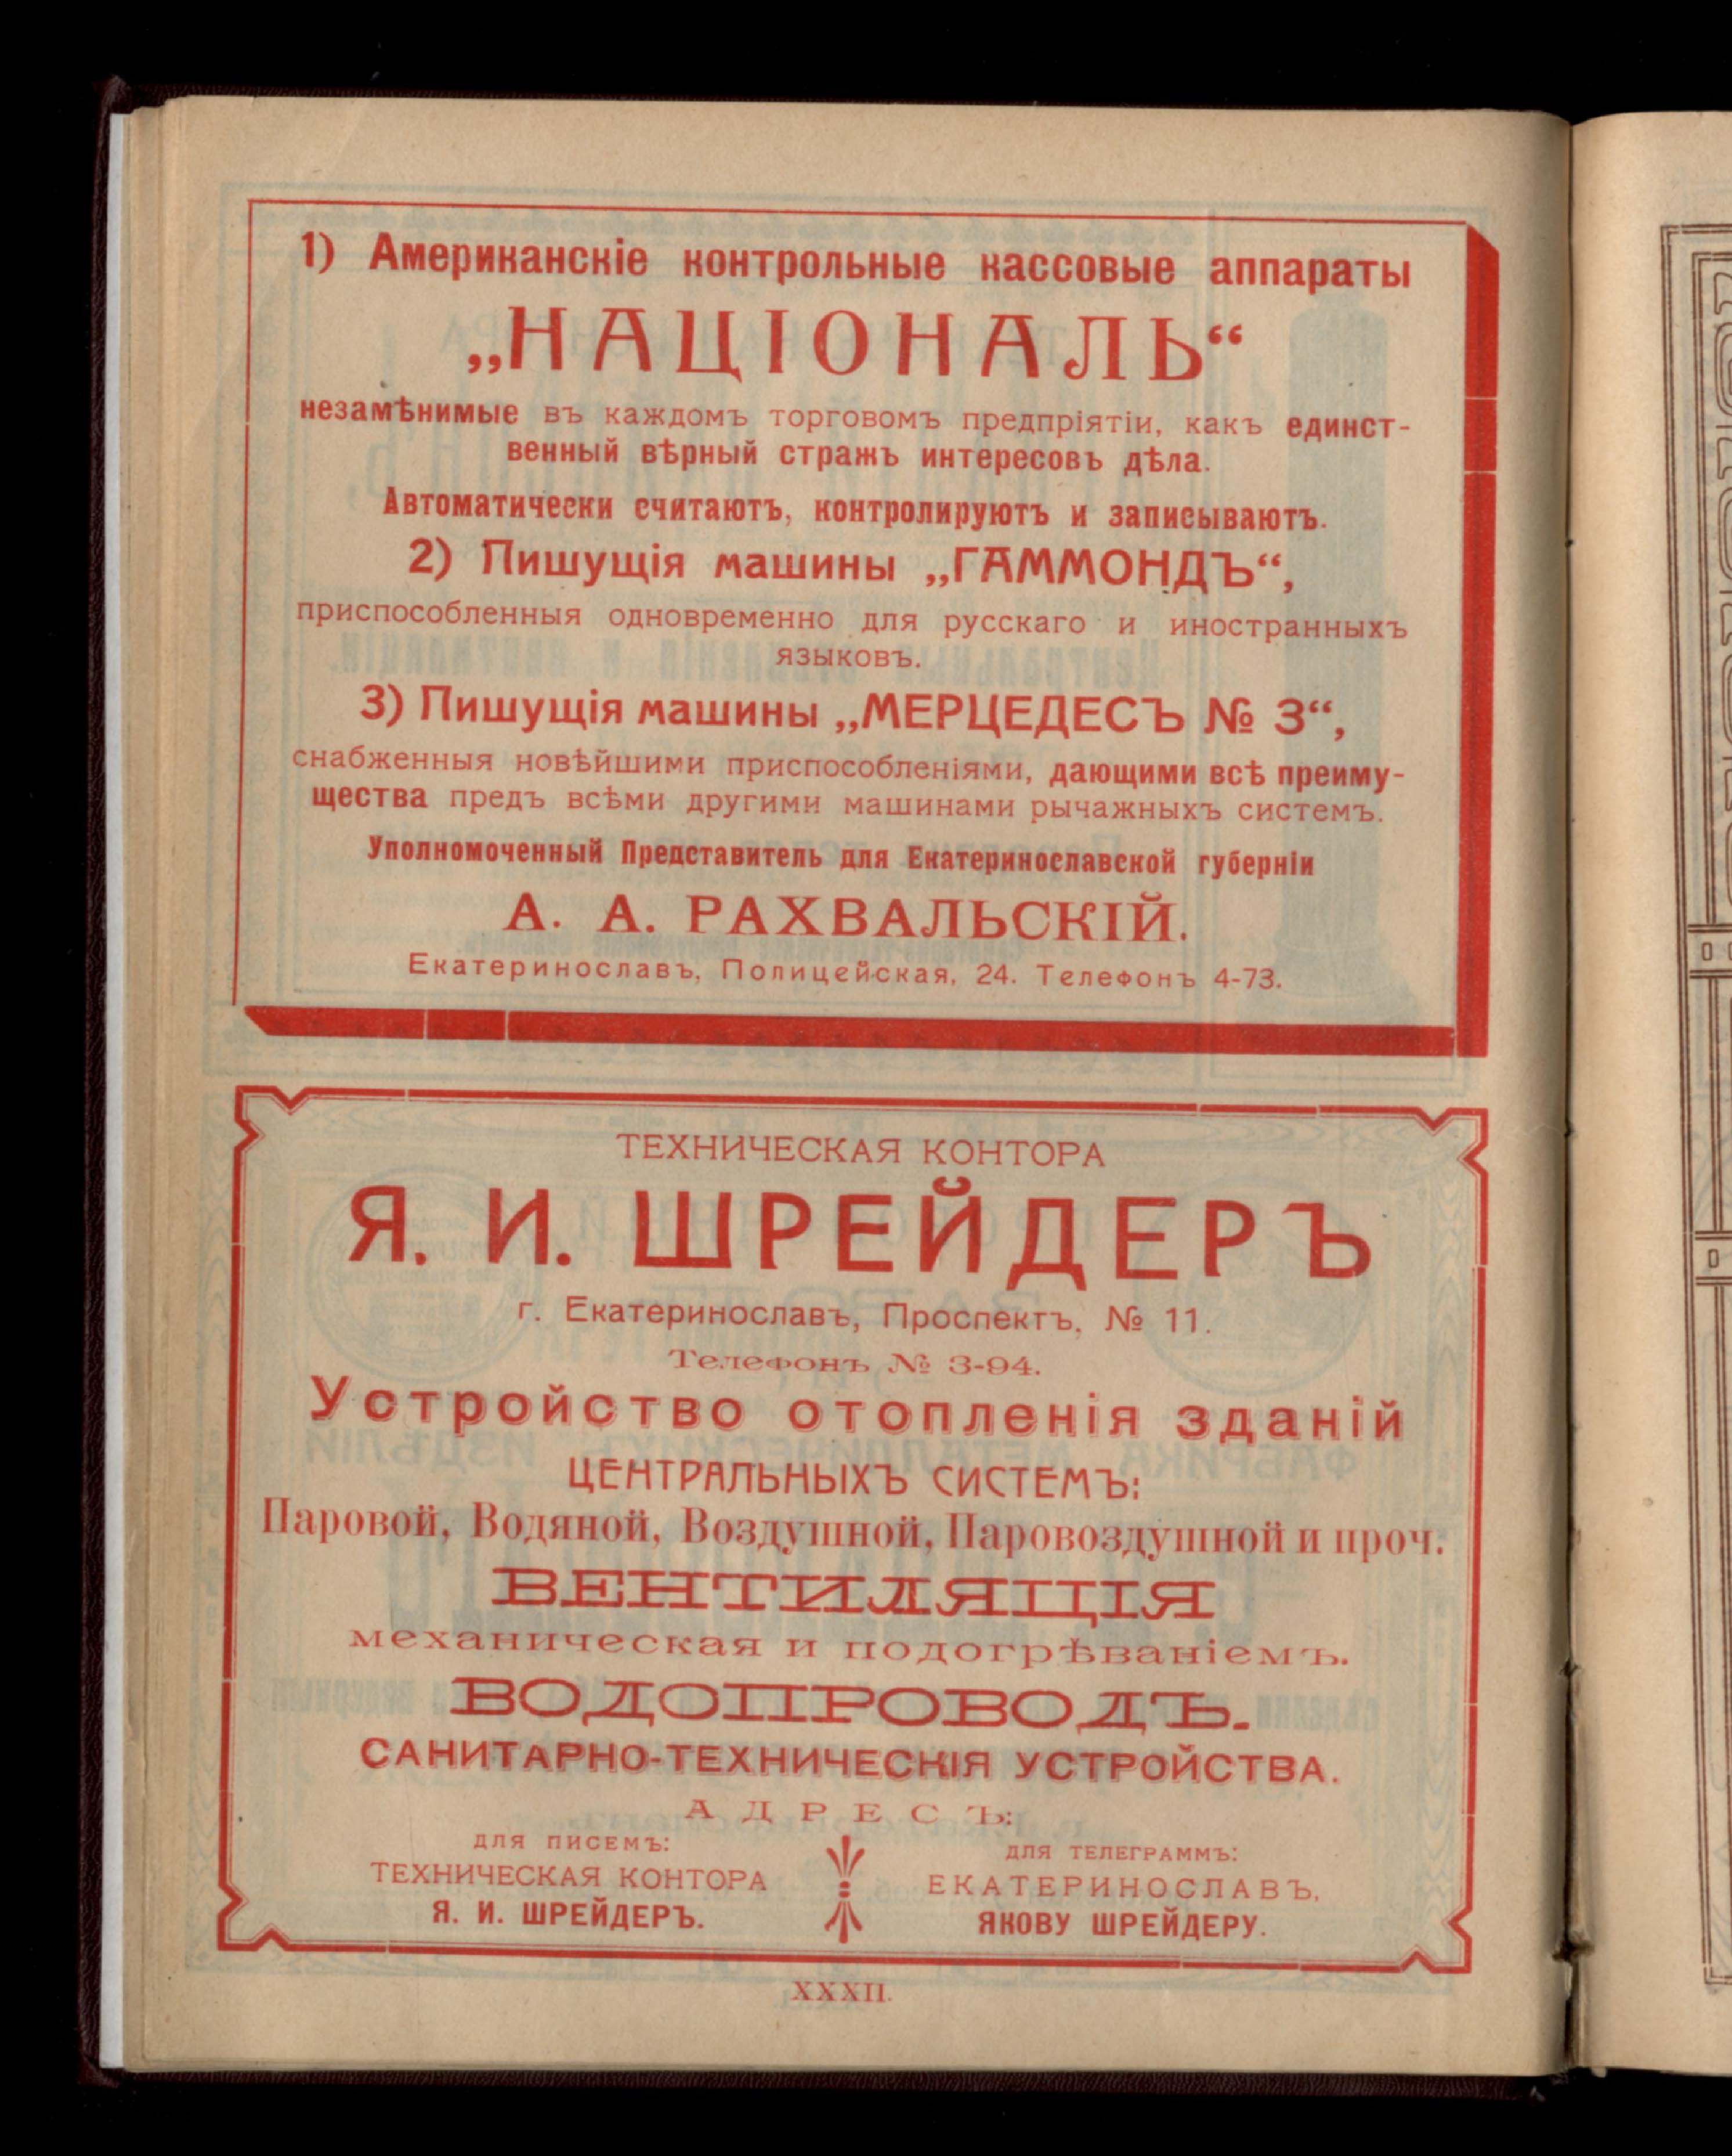 1) Американскіе контрольные кассовые аппараты
„НАЦІОНАЛЬ“
незамѣнимые въ каждомъ торговомъ предпріятіи, какъ единст-
венный вѣрный стражъ интересовъ дѣла.
Автоматически считаютъ, контролируютъ и записываютъ.
2) Пишущія машины „ГАММОНДЪ“,
приспособленныя одновременно для русскаго и иностранныхъ
языковъ.
3) Пишущія машины „МЕРЦЕДЕСЪ № 3“,
снабженныя новѣйшими приспособленіями, дающими всѣ преиму-
щества предъ всѣми другими машинами рычажныхъ системъ.
Уполномоченный Представитель для Екатеринославской губерніи
А. А. РАХВАЛЬСКІЙ.
Екатеринославъ, Полицейская, 24. Телефонъ 4-73.
ТЕХНИЧЕСКАЯ КОНТОРА
Я. И. ШРЕЙДЕРЪ
г. Екатеринославъ, Проспектъ, № 11.
Телефонъ № 3-94.
Устройство отопленія зданій
ЦЕНТРАЛЬНЫХЪ СИСТЕМЪ:
Паровой, Водяной, Воздушной, Паровоздушной и проч.
ВЕНТИЛЯЦІЯ
механическая и подогрѣваніемъ.
ВОДОПРОВОДЪ.
САНИТАРНО-ТЕХНИЧЕСКІЯ УСТРОЙСТВА.
АДРЕСЪ:
для писемъ:
ТЕХНИЧЕСКАЯ КОНТОРА
Я. И. ШРЕЙДЕРЪ.
для телеграммъ:
ЕКАТЕРИНОСЛАВЪ,
ЯКОВУ ШРЕЙДЕРУ.
XXXII.